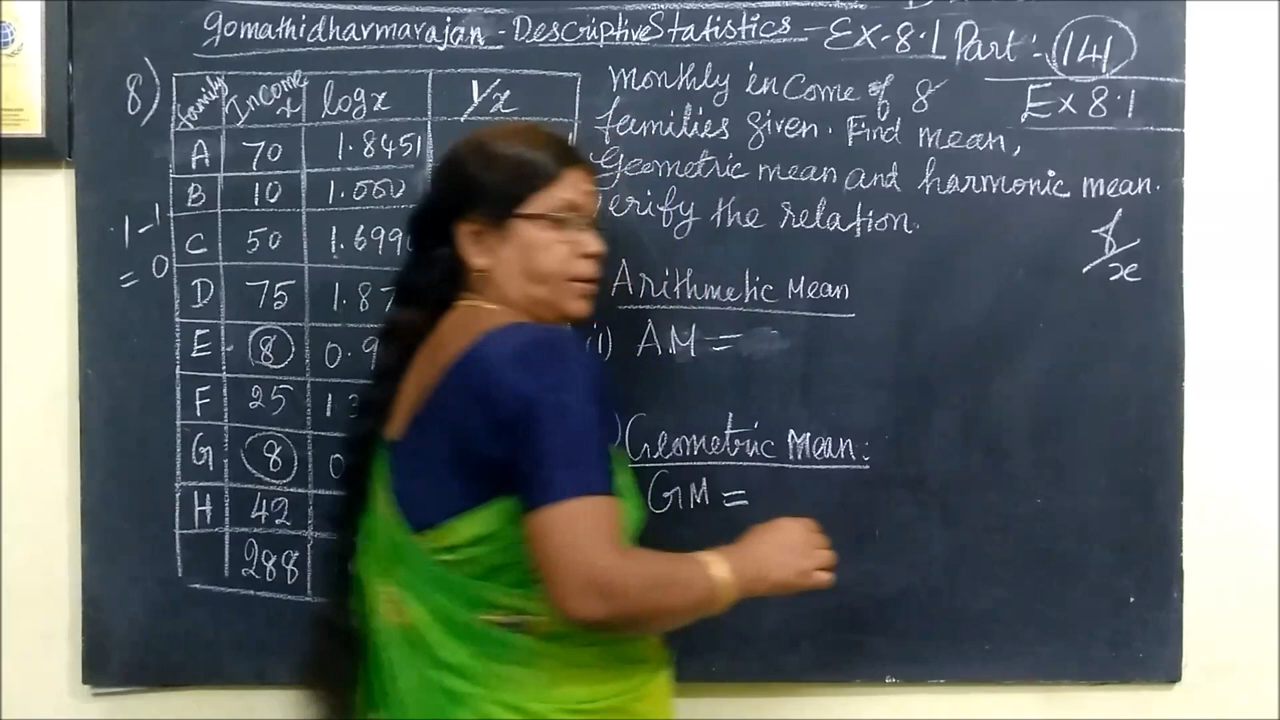 Gomathidharmarajan - Descriptive Statistics - Ex-8.1 Part:- 141
8)
Family Income x log x 1/x
A 70 1.8451
B 10 1.000
C 50 1.699
D 75 1.87
E 8 0.9
F 25 1.3
G 8 0
H 42
288
1-1
= 0
Ex 8.1
monthly income of 8
families given. Find mean,
Geometric mean and harmonic mean.
erify the relation.
x
Arithmetic Mean
i) AM =
) Geometric Mean:
GM =